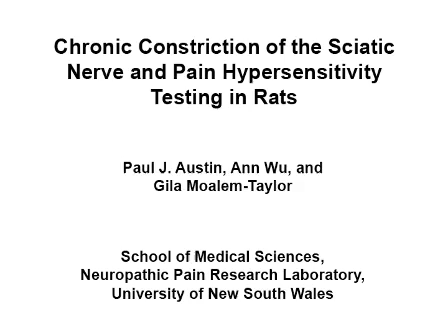 Chronic Constriction of the Sciatic
Nerve and Pain Hypersensitivity
Testing in Rats
Paul J. Austin, Ann Wu, and
Gila Moalem-Taylor
School of Medical Sciences,
Neuropathic Pain Research Laboratory,
University of New South Wales